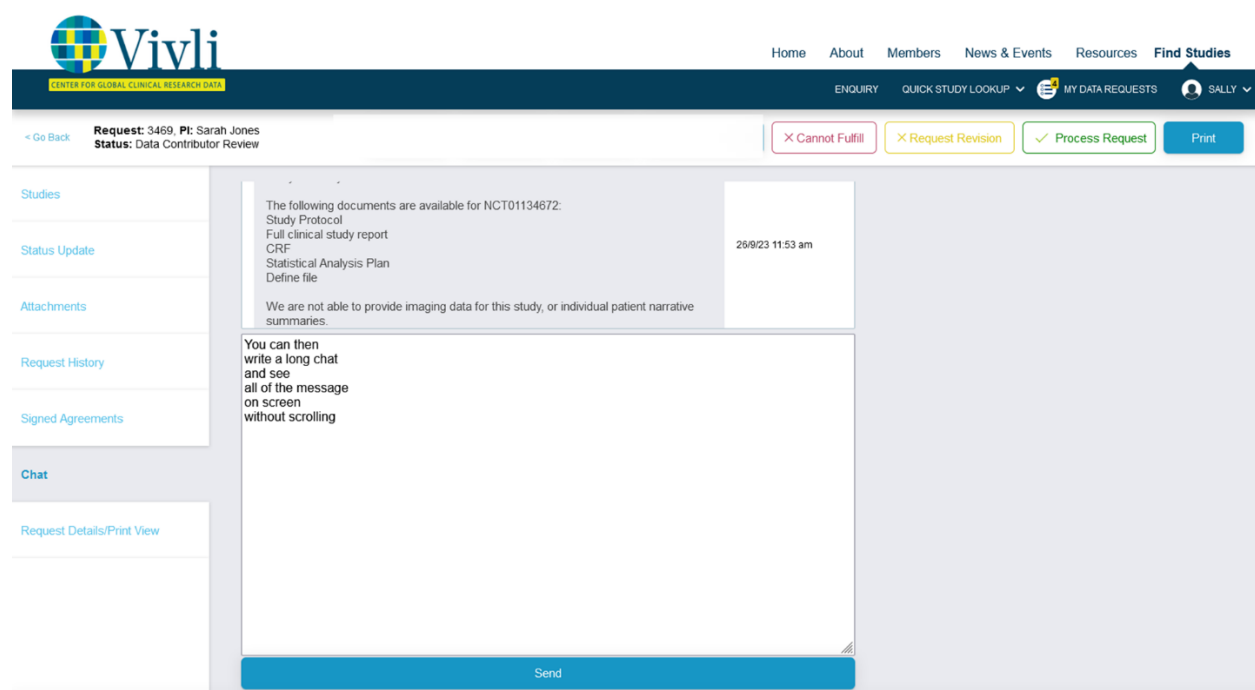 Vivli
CENTER FOR GLOBAL CLINICAL RESEARCH DATA
Home About Members News & Events Resources Find Studies
ENQUIRY QUICK STUDY LOOKUP 4 MY DATA REQUESTS SALLY
< Go Back
Request: 3469, PI: Sarah Jones
Status: Data Contributor Review
Cannot Fulfill Request Revision Process Request Print
Studies
Status Update
Attachments
Request History
Signed Agreements
Chat
Request Details/Print View
The following documents are available for NCT01134672:
Study Protocol
Full clinical study report
CRF
Statistical Analysis Plan
Define file
We are not able to provide imaging data for this study, or individual patient narrative
summaries.
26/9/23 11:53 am
You can then
write a long chat
and see
all of the message
on screen
without scrolling
Send